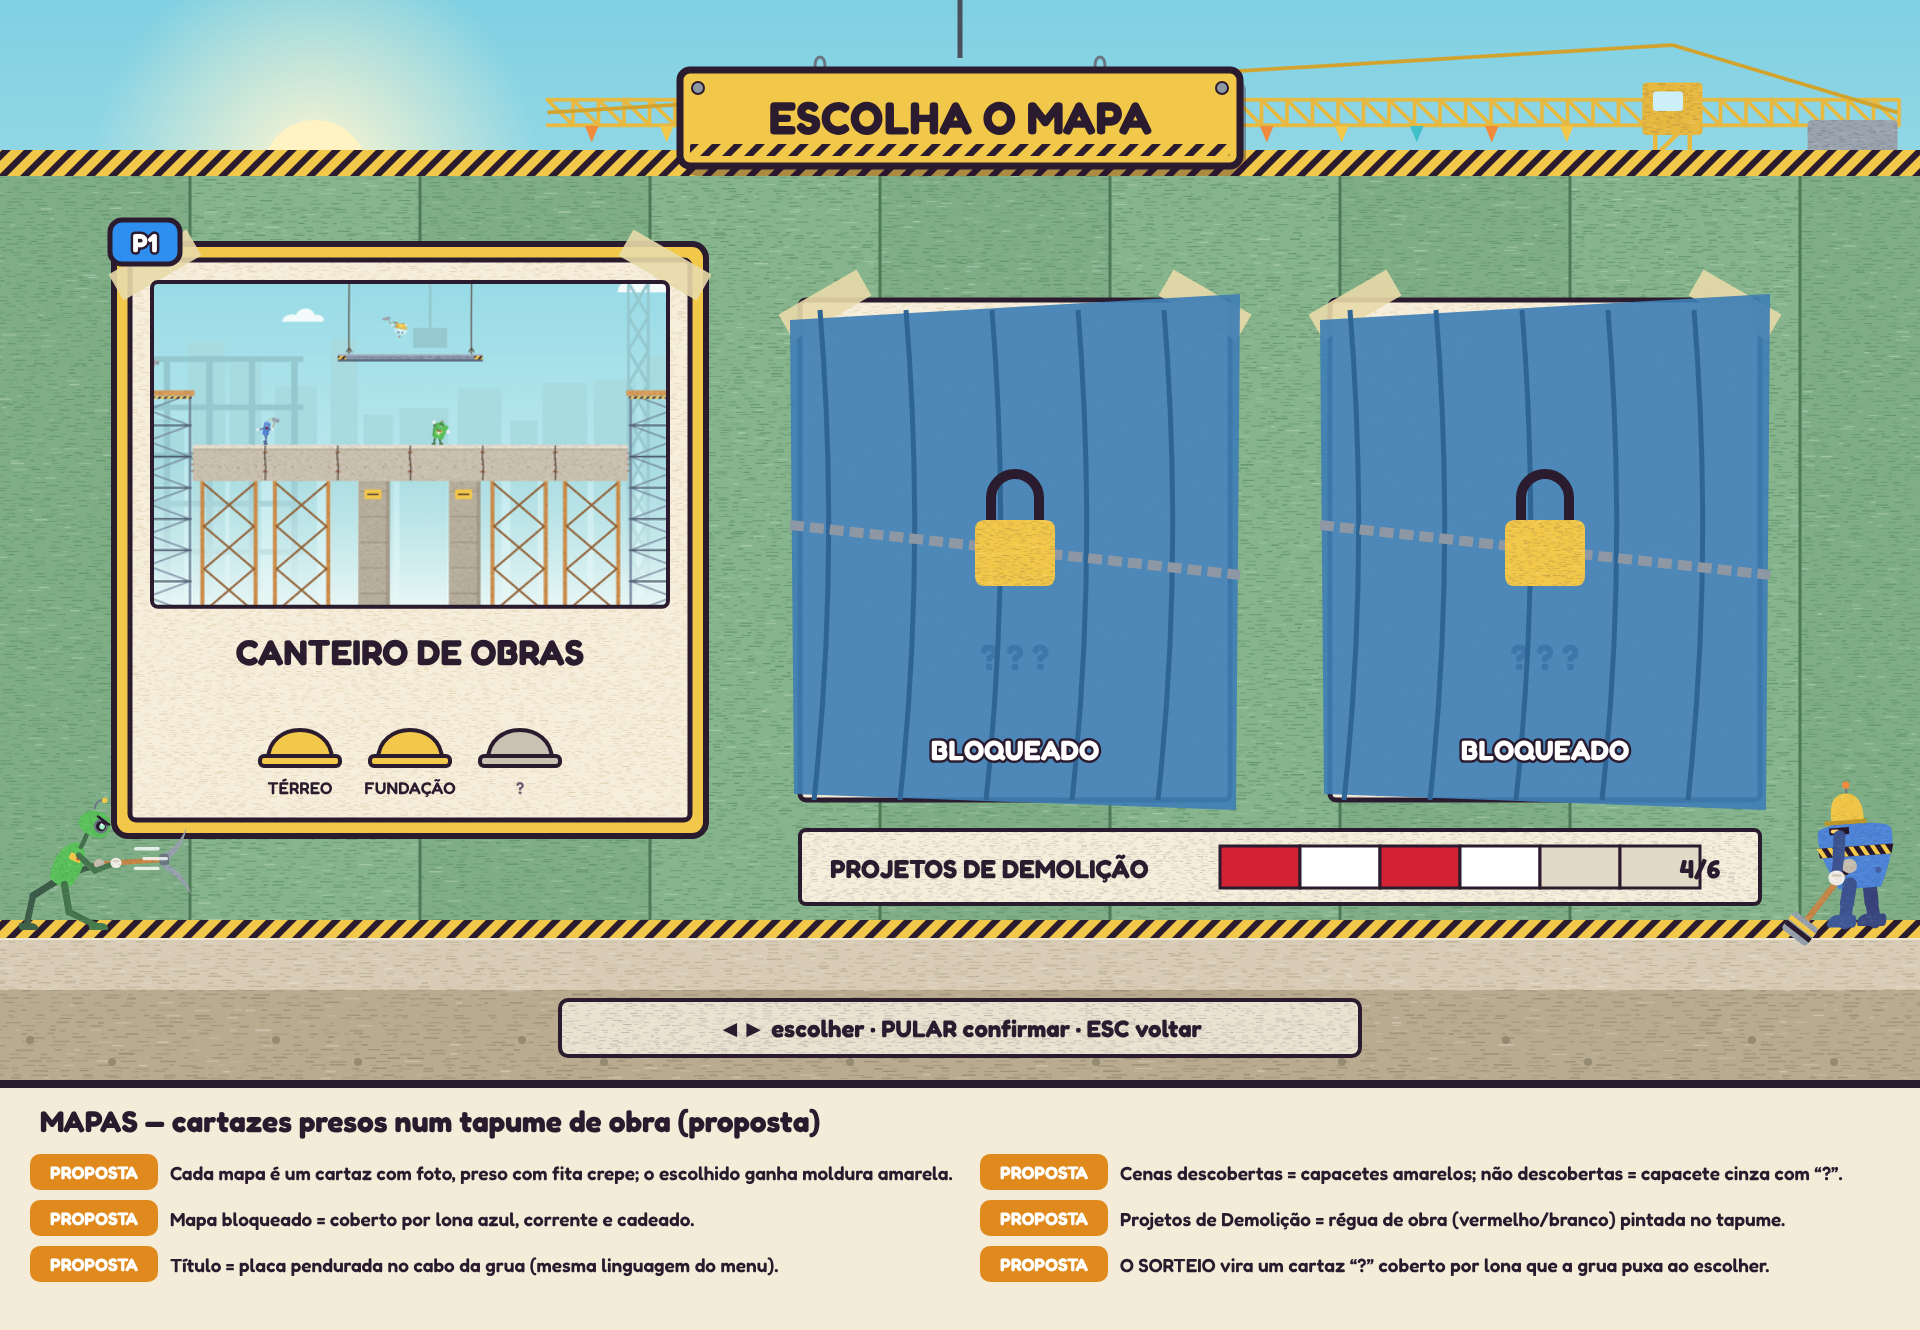 ESCOLHA O MAPA
P1
CANTEIRO DE OBRAS
TÉRREO FUNDAÇÃO ?
???
BLOQUEADO
???
BLOQUEADO
PROJETOS DE DEMOLIÇÃO 4/6
◄ ► escolher · PULAR confirmar · ESC voltar
MAPAS — cartazes presos num tapume de obra (proposta)
PROPOSTA Cada mapa é um cartaz com foto, preso com fita crepe; o escolhido ganha moldura amarela.
PROPOSTA Mapa bloqueado = coberto por lona azul, corrente e cadeado.
PROPOSTA Título = placa pendurada no cabo da grua (mesma linguagem do menu).
PROPOSTA Cenas descobertas = capacetes amarelos; não descobertas = capacete cinza com “?”.
PROPOSTA Projetos de Demolição = régua de obra (vermelho/branco) pintada no tapume.
PROPOSTA O SORTEIO vira um cartaz “?” coberto por lona que a grua puxa ao escolher.